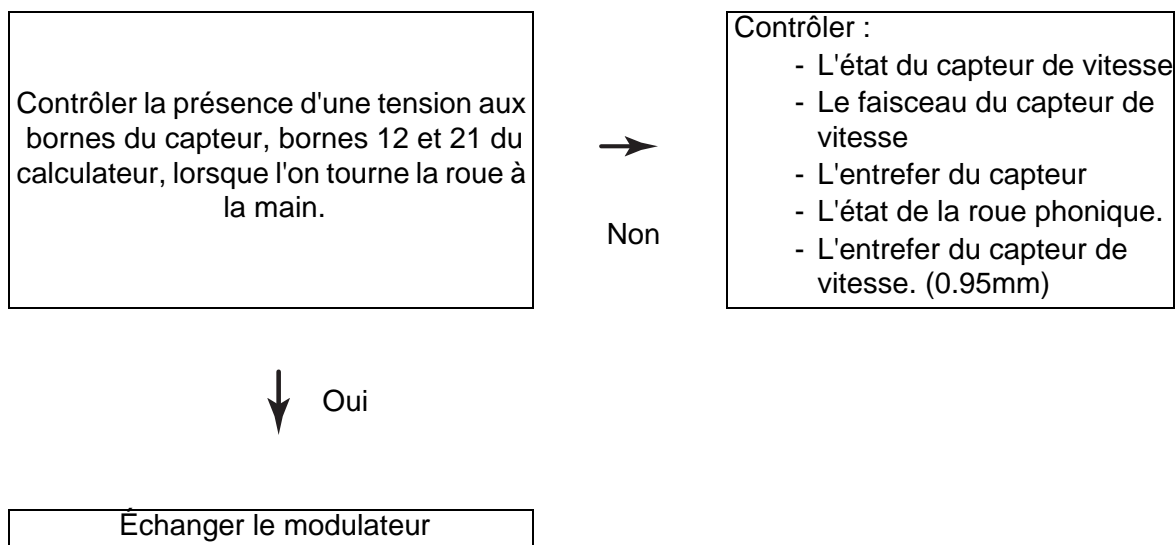 Contrôler la présence d'une tension aux
bornes du capteur, bornes 12 et 21 du
calculateur, lorsque l'on tourne la roue à
la main.
Non
Contrôler :
- L'état du capteur de vitesse
- Le faisceau du capteur de
vitesse
- L'entrefer du capteur
- L'état de la roue phonique.
- L'entrefer du capteur de
vitesse. (0.95mm)
Oui
Échanger le modulateur